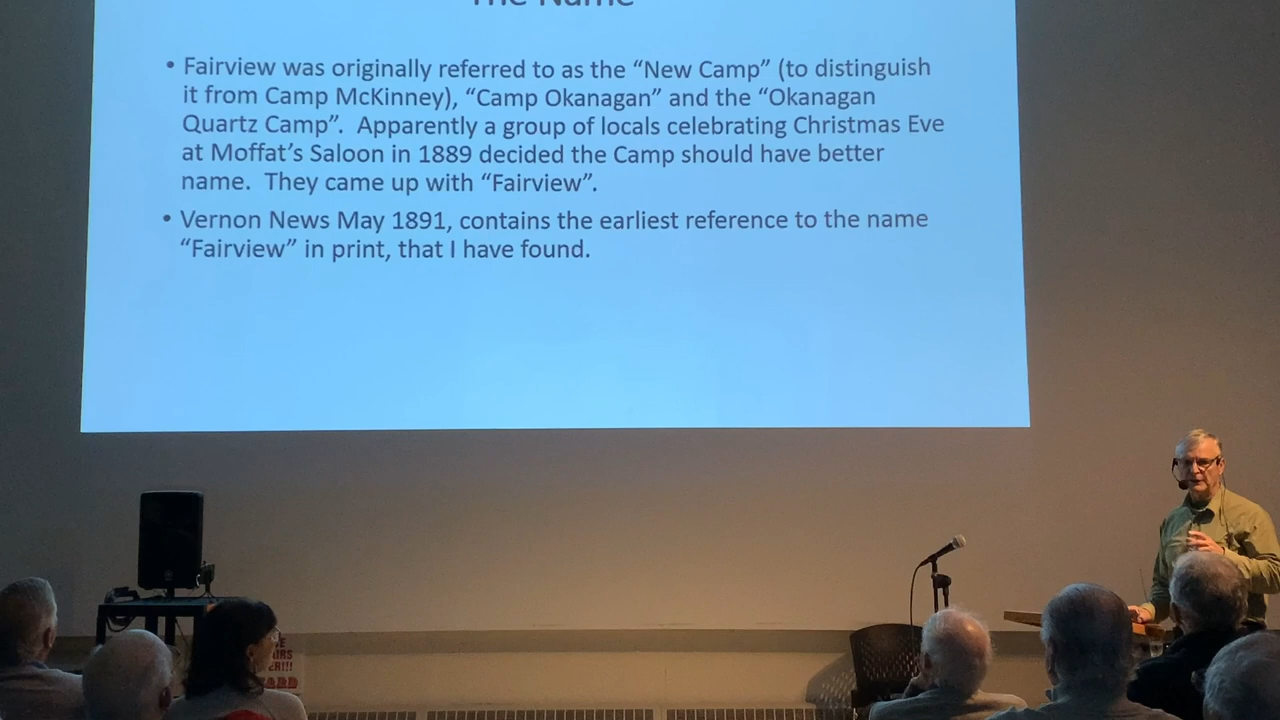 The Name
• Fairview was originally referred to as the “New Camp” (to distinguish
it from Camp McKinney), “Camp Okanagan” and the “Okanagan
Quartz Camp”.  Apparently a group of locals celebrating Christmas Eve
at Moffat’s Saloon in 1889 decided the Camp should have better
name.  They came up with “Fairview”.
• Vernon News May 1891, contains the earliest reference to the name
“Fairview” in print, that I have found.